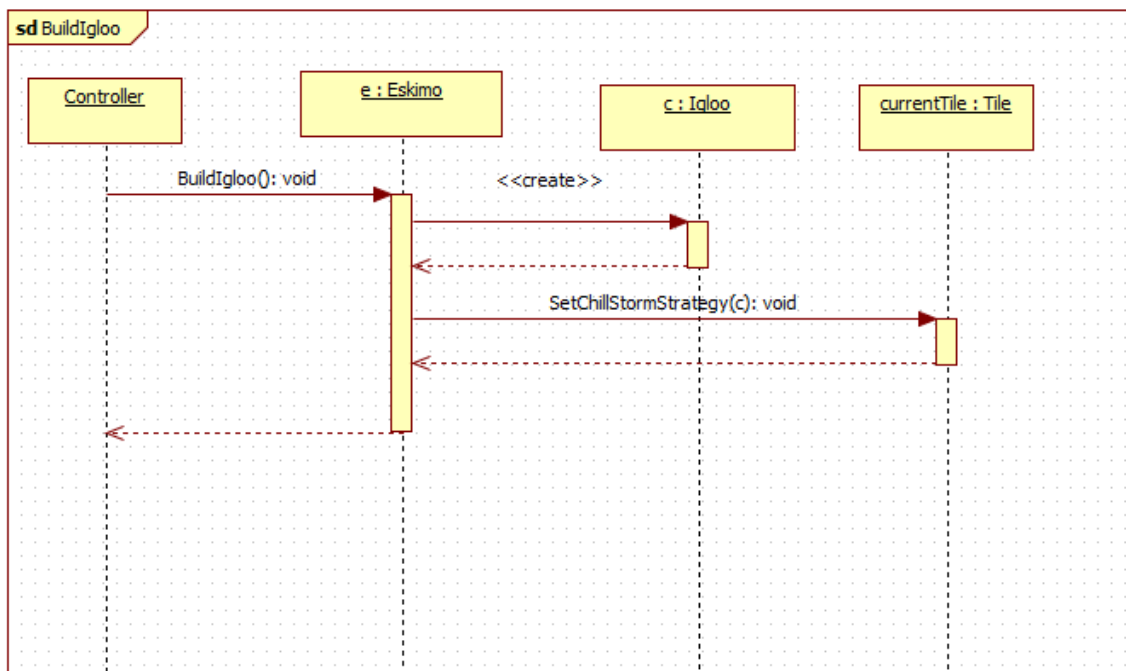 sd BuildIgloo
Controller
e : Eskimo
c : Igloo
currentTile : Tile
BuildIgloo(): void
<<create>>
SetChillStormStrategy(c): void